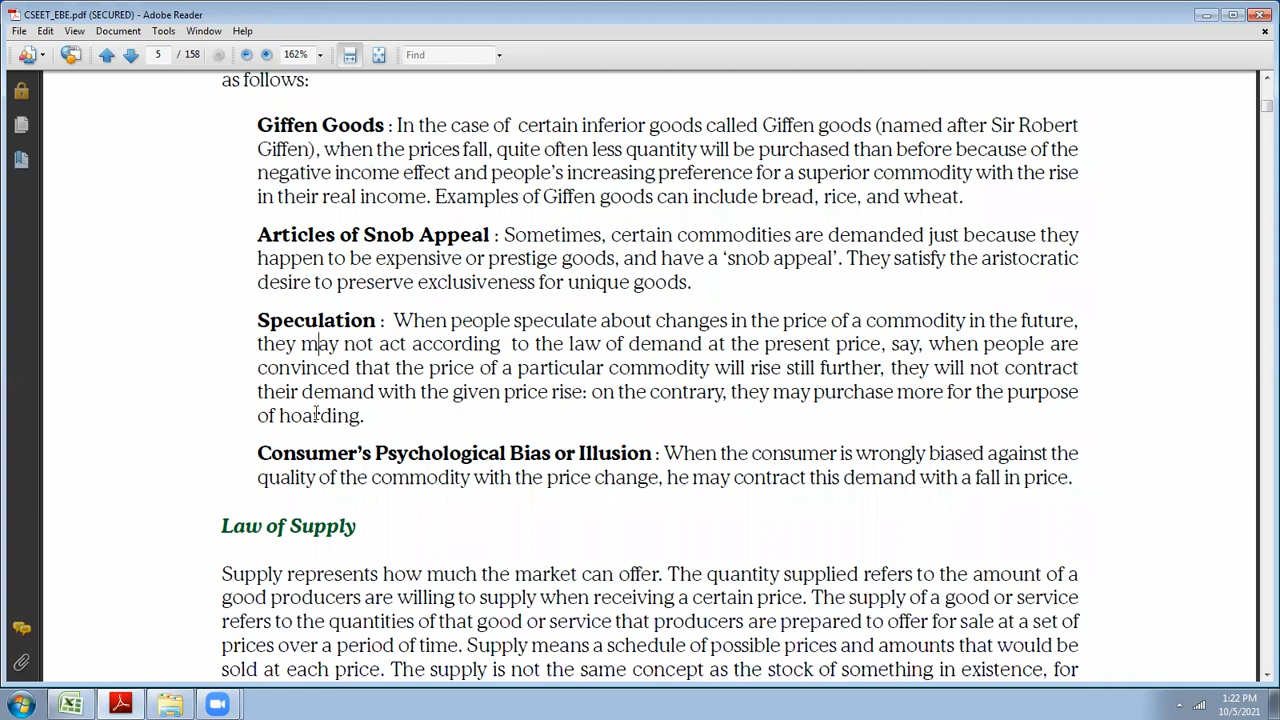 CSEET_EBE.pdf (SECURED) - Adobe Reader
File Edit View Document Tools Window Help
5 / 158 162% Find
as follows:
Giffen Goods : In the case of certain inferior goods called Giffen goods (named after Sir Robert
Giffen), when the prices fall, quite often less quantity will be purchased than before because of the
negative income effect and people's increasing preference for a superior commodity with the rise
in their real income. Examples of Giffen goods can include bread, rice, and wheat.
Articles of Snob Appeal : Sometimes, certain commodities are demanded just because they
happen to be expensive or prestige goods, and have a ‘snob appeal’. They satisfy the aristocratic
desire to preserve exclusiveness for unique goods.
Speculation : When people speculate about changes in the price of a commodity in the future,
they may not act according to the law of demand at the present price, say, when people are
convinced that the price of a particular commodity will rise still further, they will not contract
their demand with the given price rise: on the contrary, they may purchase more for the purpose
of hoarding.
Consumer's Psychological Bias or Illusion : When the consumer is wrongly biased against the
quality of the commodity with the price change, he may contract this demand with a fall in price.
Law of Supply
Supply represents how much the market can offer. The quantity supplied refers to the amount of a
good producers are willing to supply when receiving a certain price. The supply of a good or service
refers to the quantities of that good or service that producers are prepared to offer for sale at a set of
prices over a period of time. Supply means a schedule of possible prices and amounts that would be
sold at each price. The supply is not the same concept as the stock of something in existence, for
1:22 PM
10/5/2021